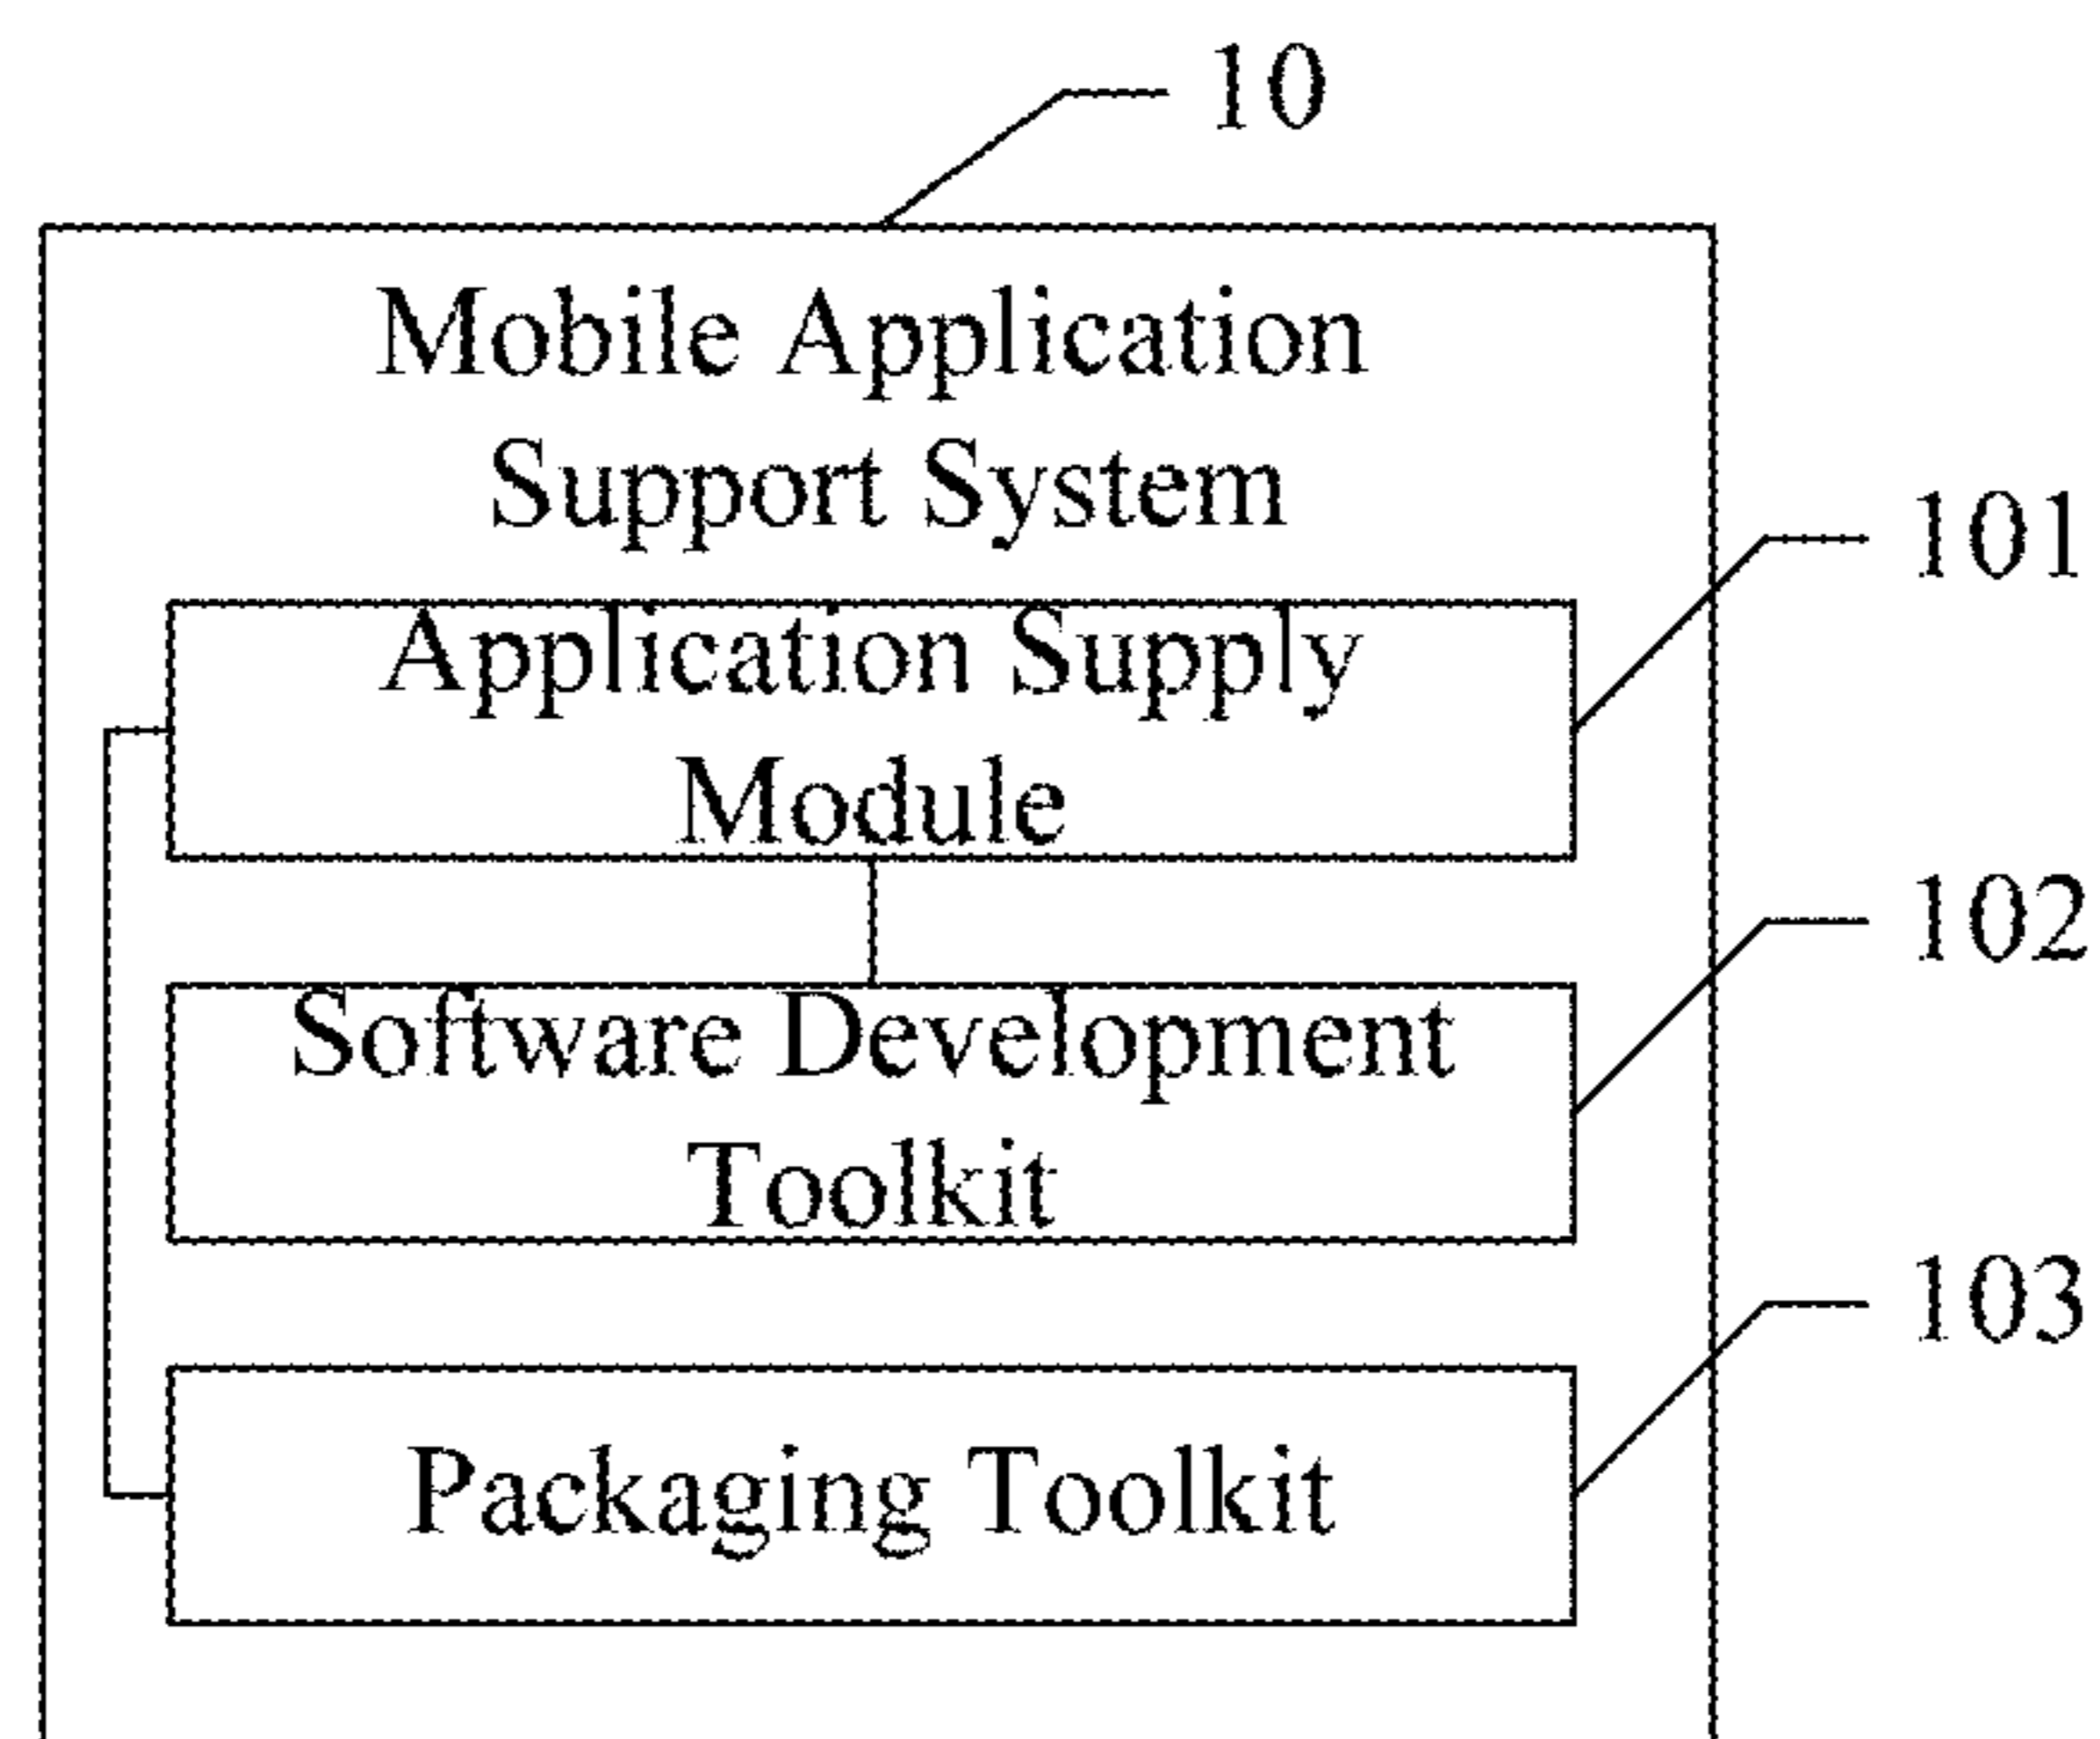 10
Mobile Application
Support System
101
Application Supply
Module
102
Software Development
Toolkit
103
Packaging Toolkit